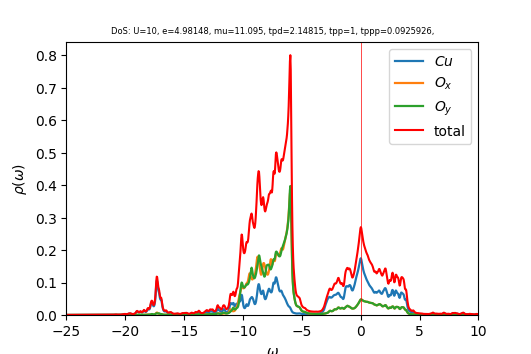 DoS: U=10, e=4.98148, mu=11.095, tpd=2.14815, tpp=1, tppp=0.0925926,
ρ(ω)
0.8
0.7
0.6
0.5
0.4
0.3
0.2
0.1
0.0
Cu
Oₓ
O_y
total
−25 −20 −15 −10 −5 0 5 10
ω